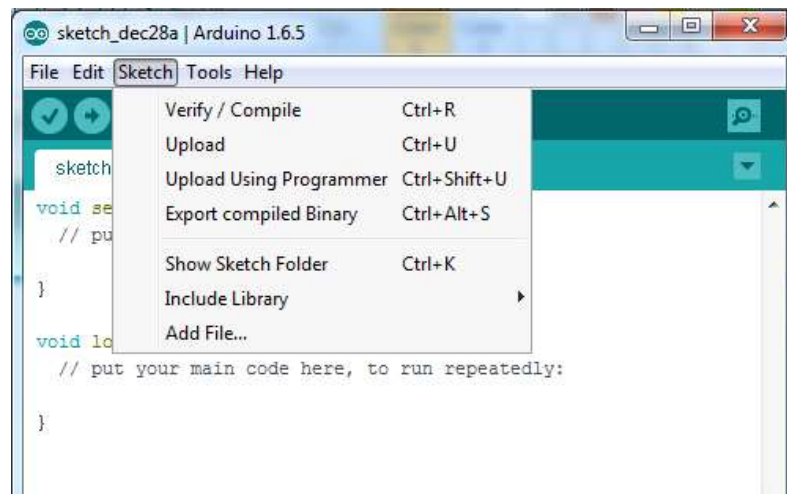 sketch_dec28a | Arduino 1.6.5
File Edit Sketch Tools Help
Verify / Compile Ctrl+R
Upload Ctrl+U
Upload Using Programmer Ctrl+Shift+U
Export compiled Binary Ctrl+Alt+S
Show Sketch Folder Ctrl+K
Include Library
Add File...
sketch
void se
// pu
}
void lo
// put your main code here, to run repeatedly:
}